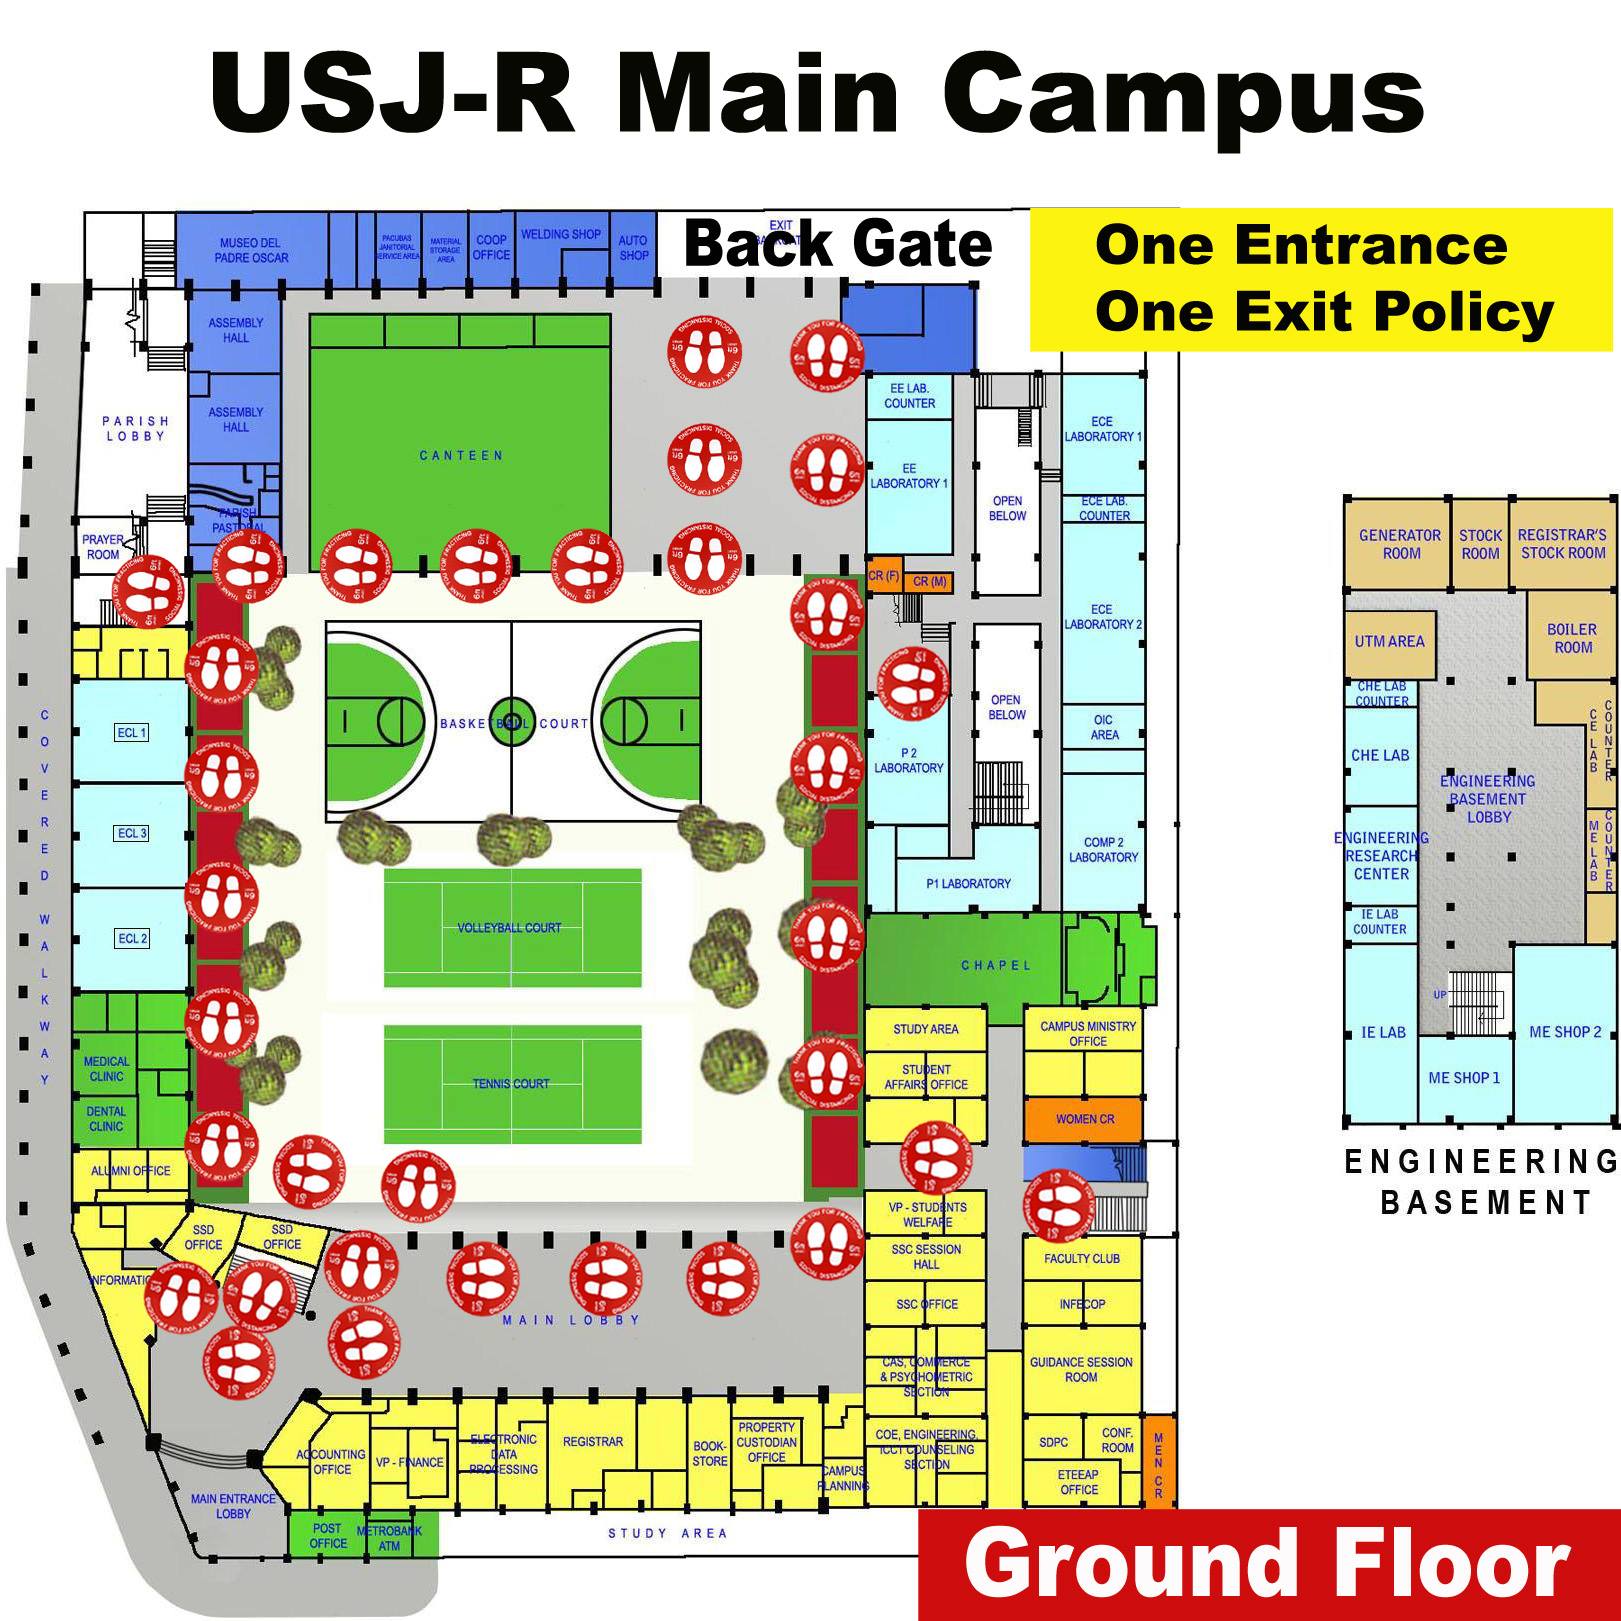 USJ-R Main Campus
Back Gate
EXIT
One Entrance
One Exit Policy
MUSEO DEL
PADRE OSCAR
PACUBAS
JANITORIAL
SERVICE AREA
MATERIAL
STORAGE
AREA
COOP
OFFICE
WELDING SHOP
AUTO
SHOP
ASSEMBLY
HALL
ASSEMBLY
HALL
PARISH
LOBBY
PARISH
PASTORAL
PRAYER
ROOM
CANTEEN
EE LAB.
COUNTER
EE
LABORATORY 1
ECE
LABORATORY 1
ECE LAB.
COUNTER
OPEN
BELOW
CR (F)
CR (M)
ECE
LABORATORY 2
OPEN
BELOW
OIC
AREA
P 2
LABORATORY
COMP 2
LABORATORY
P1 LABORATORY
COVERED WALKWAY
ECL 1
ECL 3
ECL 2
BASKETBALL COURT
VOLLEYBALL COURT
TENNIS COURT
CHAPEL
MEDICAL
CLINIC
DENTAL
CLINIC
ALUMNI OFFICE
STUDY AREA
CAMPUS MINISTRY
OFFICE
STUDENT
AFFAIRS OFFICE
WOMEN CR
SSD
OFFICE
SSD
OFFICE
VP - STUDENTS
WELFARE
SSC SESSION
HALL
FACULTY CLUB
SSC OFFICE
INFECOP
MAIN LOBBY
CAS, COMMERCE
& PSYCHOMETRIC
SECTION
GUIDANCE SESSION
ROOM
COE, ENGINEERING,
ICCT COUNSELING
SECTION
SDPC
CONF.
ROOM
MEN CR
ETEEAP
OFFICE
ACCOUNTING
OFFICE
VP - FINANCE
ELECTRONIC
DATA
PROCESSING
REGISTRAR
BOOK-
STORE
PROPERTY
CUSTODIAN
OFFICE
CAMPUS
PLANNING
MAIN ENTRANCE
LOBBY
POST
OFFICE
METROBANK
ATM
STUDY AREA
GENERATOR
ROOM
STOCK
ROOM
REGISTRAR'S
STOCK ROOM
UTM AREA
BOILER
ROOM
CHE LAB
COUNTER
CHE LAB
CE LAB
COUNTER
ENGINEERING
BASEMENT
LOBBY
ENGINEERING
RESEARCH
CENTER
ME LAB
COUNTER
IE LAB
COUNTER
UP
IE LAB
ME SHOP 1
ME SHOP 2
ENGINEERING
BASEMENT
Ground Floor
THANK YOU FOR PRACTICING
SOCIAL DISTANCING